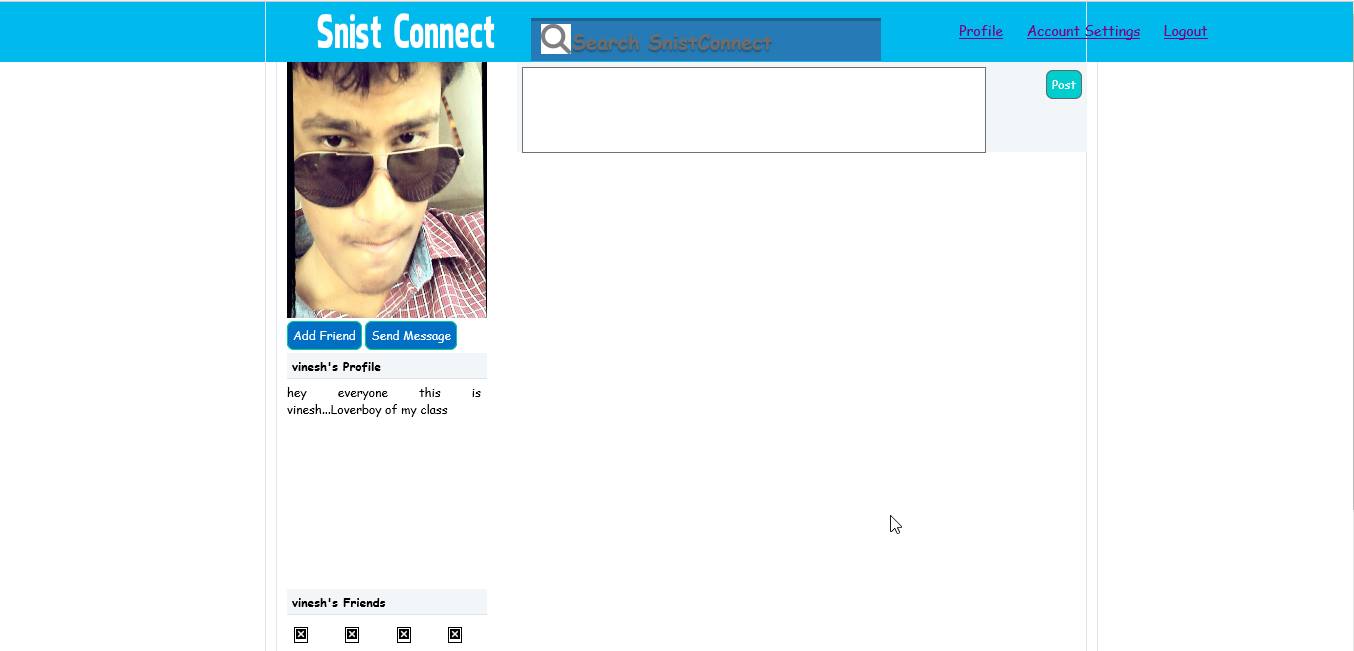 Snist Connect
Search SnistConnect
Profile Account Settings Logout
Post
Add Friend Send Message
vinesh's Profile
hey everyone this is
vinesh...Loverboy of my class
vinesh's Friends